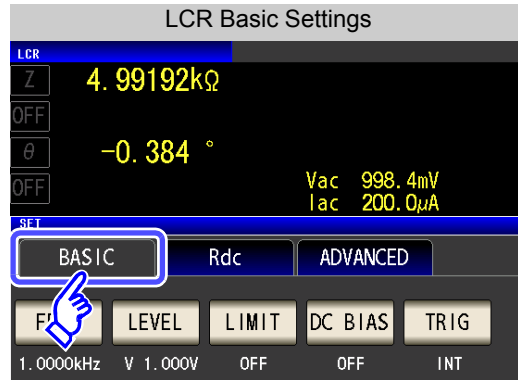 LCR Basic Settings
LCR
Z 4.99192kΩ
OFF
θ -0.384 °
OFF
Vac 998.4mV
Iac 200.0μA
SET
BASIC Rdc ADVANCED
LEVEL LIMIT DC BIAS TRIG
1.0000kHz V 1.000V OFF OFF INT